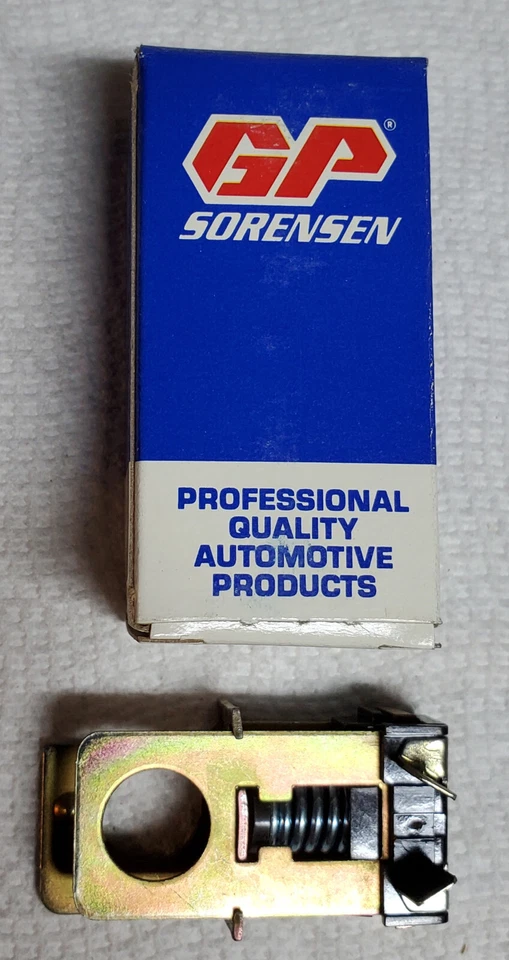 GP®
SORENSEN
PROFESSIONAL
QUALITY
AUTOMOTIVE
PRODUCTS